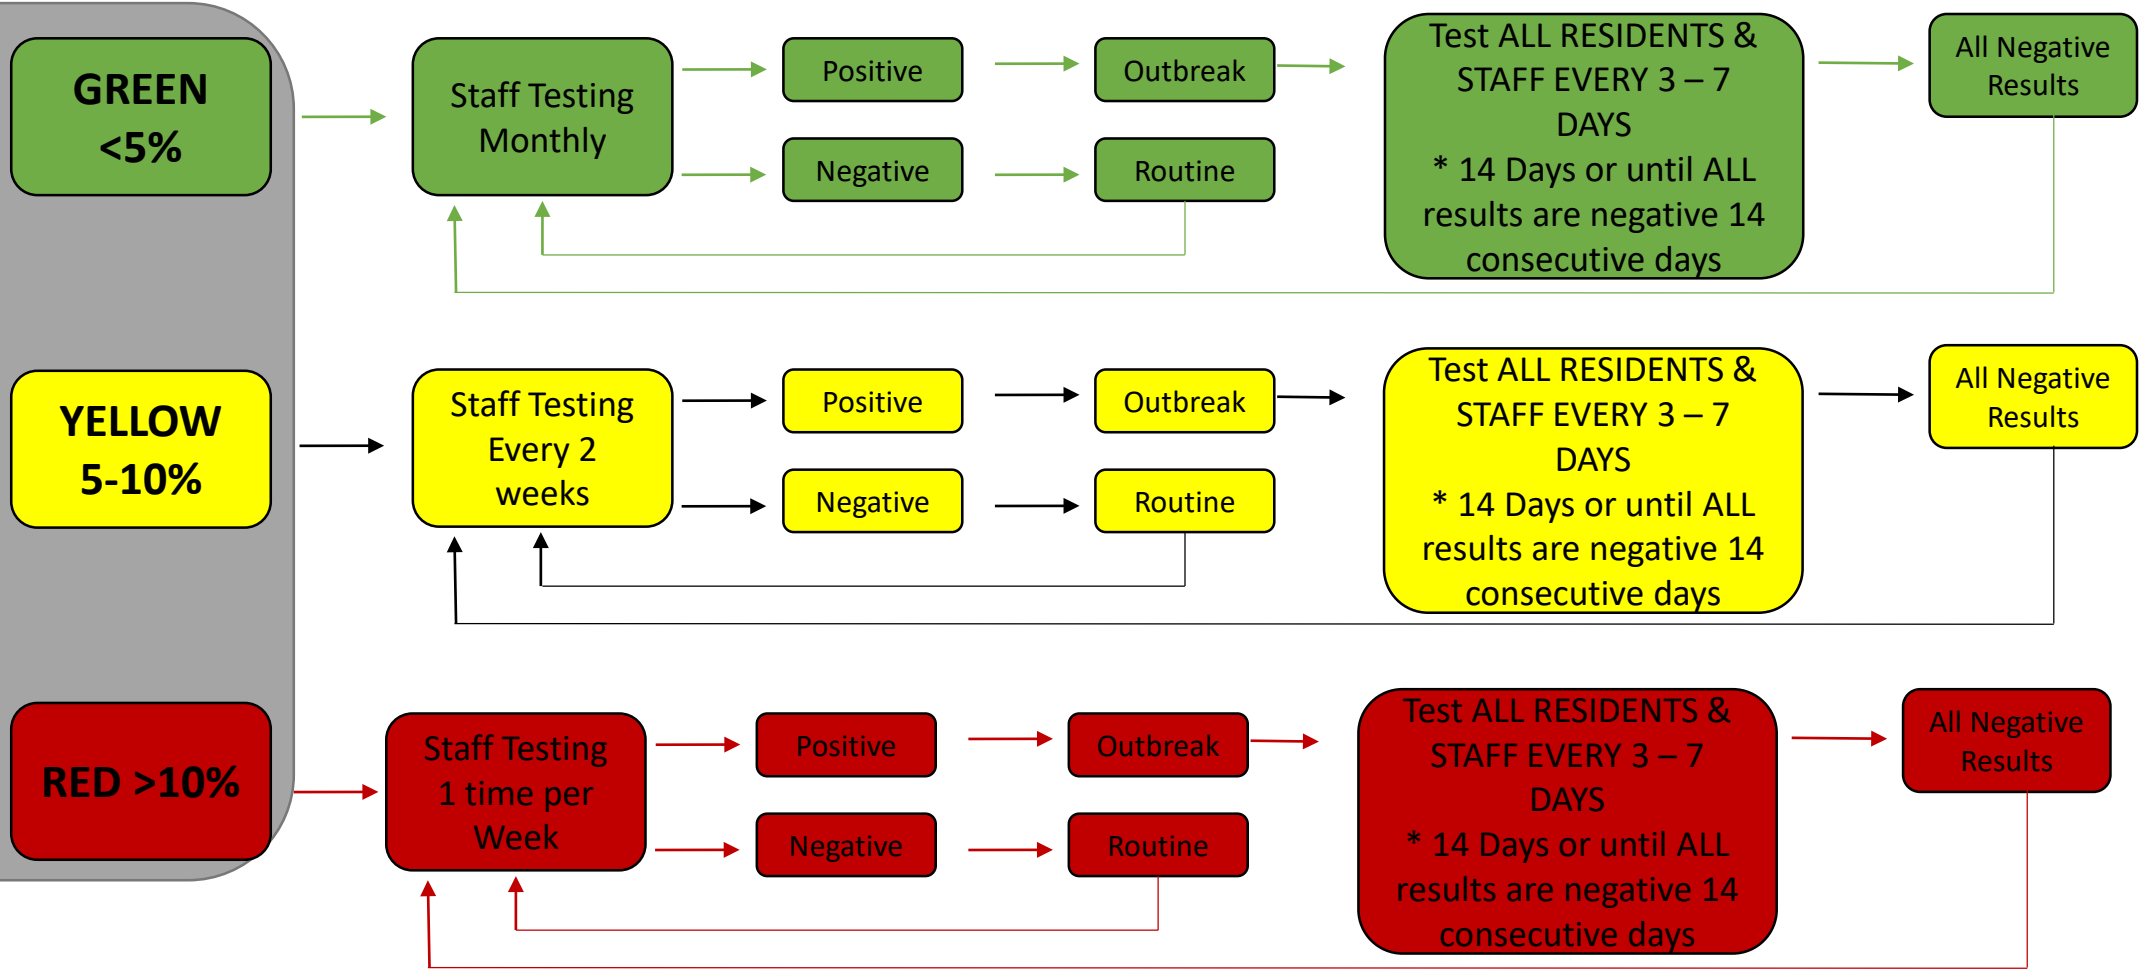 GREEN
<5%
Staff Testing
Monthly
Positive
Outbreak
Negative
Routine
Test ALL RESIDENTS &
STAFF EVERY 3 – 7
DAYS
* 14 Days or until ALL
results are negative 14
consecutive days
All Negative
Results
YELLOW
5-10%
Staff Testing
Every 2
weeks
Positive
Outbreak
Negative
Routine
Test ALL RESIDENTS &
STAFF EVERY 3 – 7
DAYS
* 14 Days or until ALL
results are negative 14
consecutive days
All Negative
Results
RED >10%
Staff Testing
1 time per
Week
Positive
Outbreak
Negative
Routine
Test ALL RESIDENTS &
STAFF EVERY 3 – 7
DAYS
* 14 Days or until ALL
results are negative 14
consecutive days
All Negative
Results